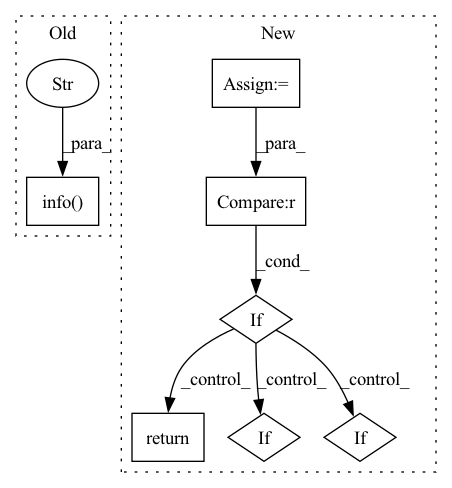 Old
New
Str
Assign:=
_para_
_para_
info()
Compare:r
_cond_
If
_control_
_control_
_control_
return
If
If